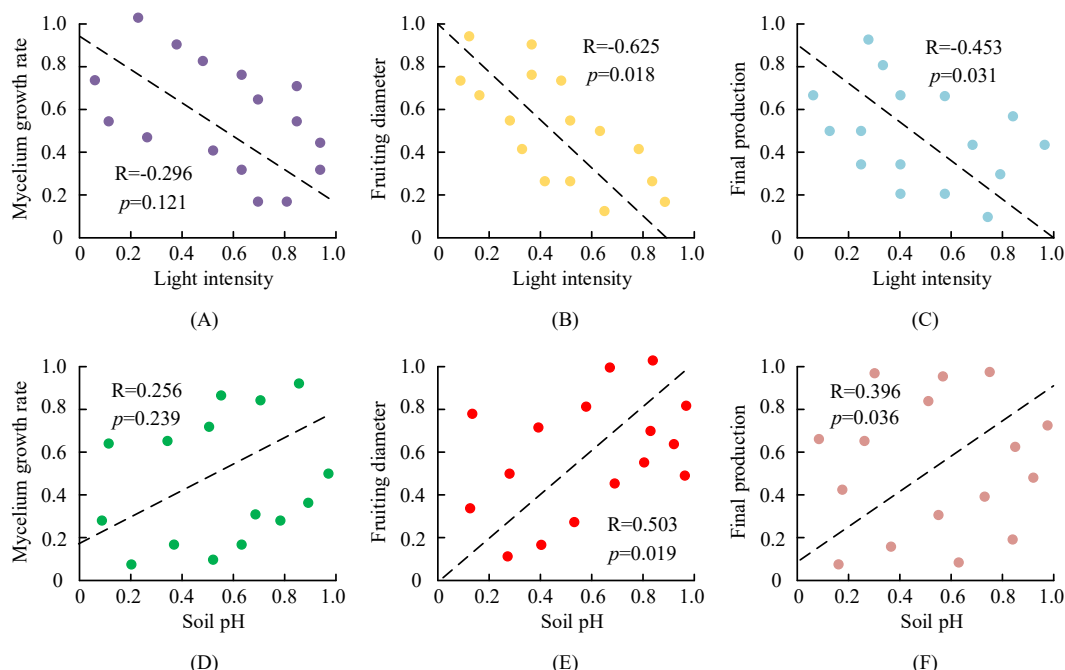 1.0
0.8
0.6
0.4
0.2
0
Mycelium growth rate
R=-0.296
p=0.121
0 0.2 0.4 0.6 0.8 1.0
Light intensity
(A)
1.0
0.8
0.6
0.4
0.2
0
Fruiting diameter
R=-0.625
p=0.018
0 0.2 0.4 0.6 0.8 1.0
Light intensity
(B)
1.0
0.8
0.6
0.4
0.2
0
Final production
R=-0.453
p=0.031
0 0.2 0.4 0.6 0.8 1.0
Light intensity
(C)
1.0
0.8
0.6
0.4
0.2
0
Mycelium growth rate
R=0.256
p=0.239
0 0.2 0.4 0.6 0.8 1.0
Soil pH
(D)
1.0
0.8
0.6
0.4
0.2
0
Fruiting diameter
R=0.503
p=0.019
0 0.2 0.4 0.6 0.8 1.0
Soil pH
(E)
1.0
0.8
0.6
0.4
0.2
0
Final production
R=0.396
p=0.036
0 0.2 0.4 0.6 0.8 1.0
Soil pH
(F)